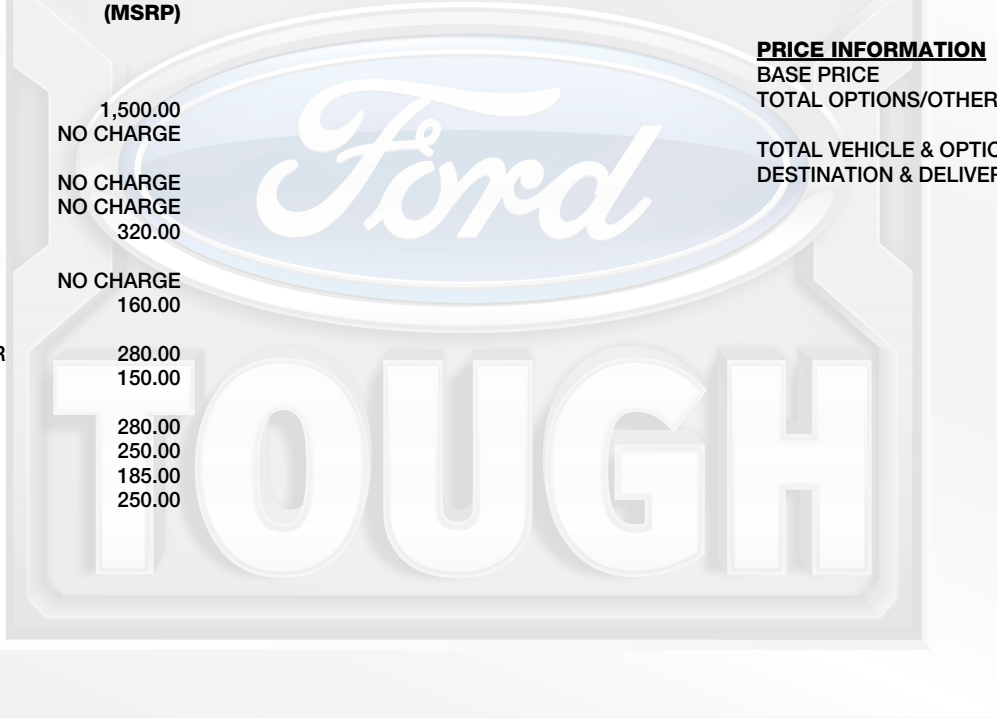 (MSRP)
1,500.00
NO CHARGE
NO CHARGE
NO CHARGE
320.00
NO CHARGE
160.00
R 280.00
150.00
280.00
250.00
185.00
250.00
PRICE INFORMATION
BASE PRICE
TOTAL OPTIONS/OTHER
TOTAL VEHICLE & OPTIO
DESTINATION & DELIVER
Ford
TOUGH